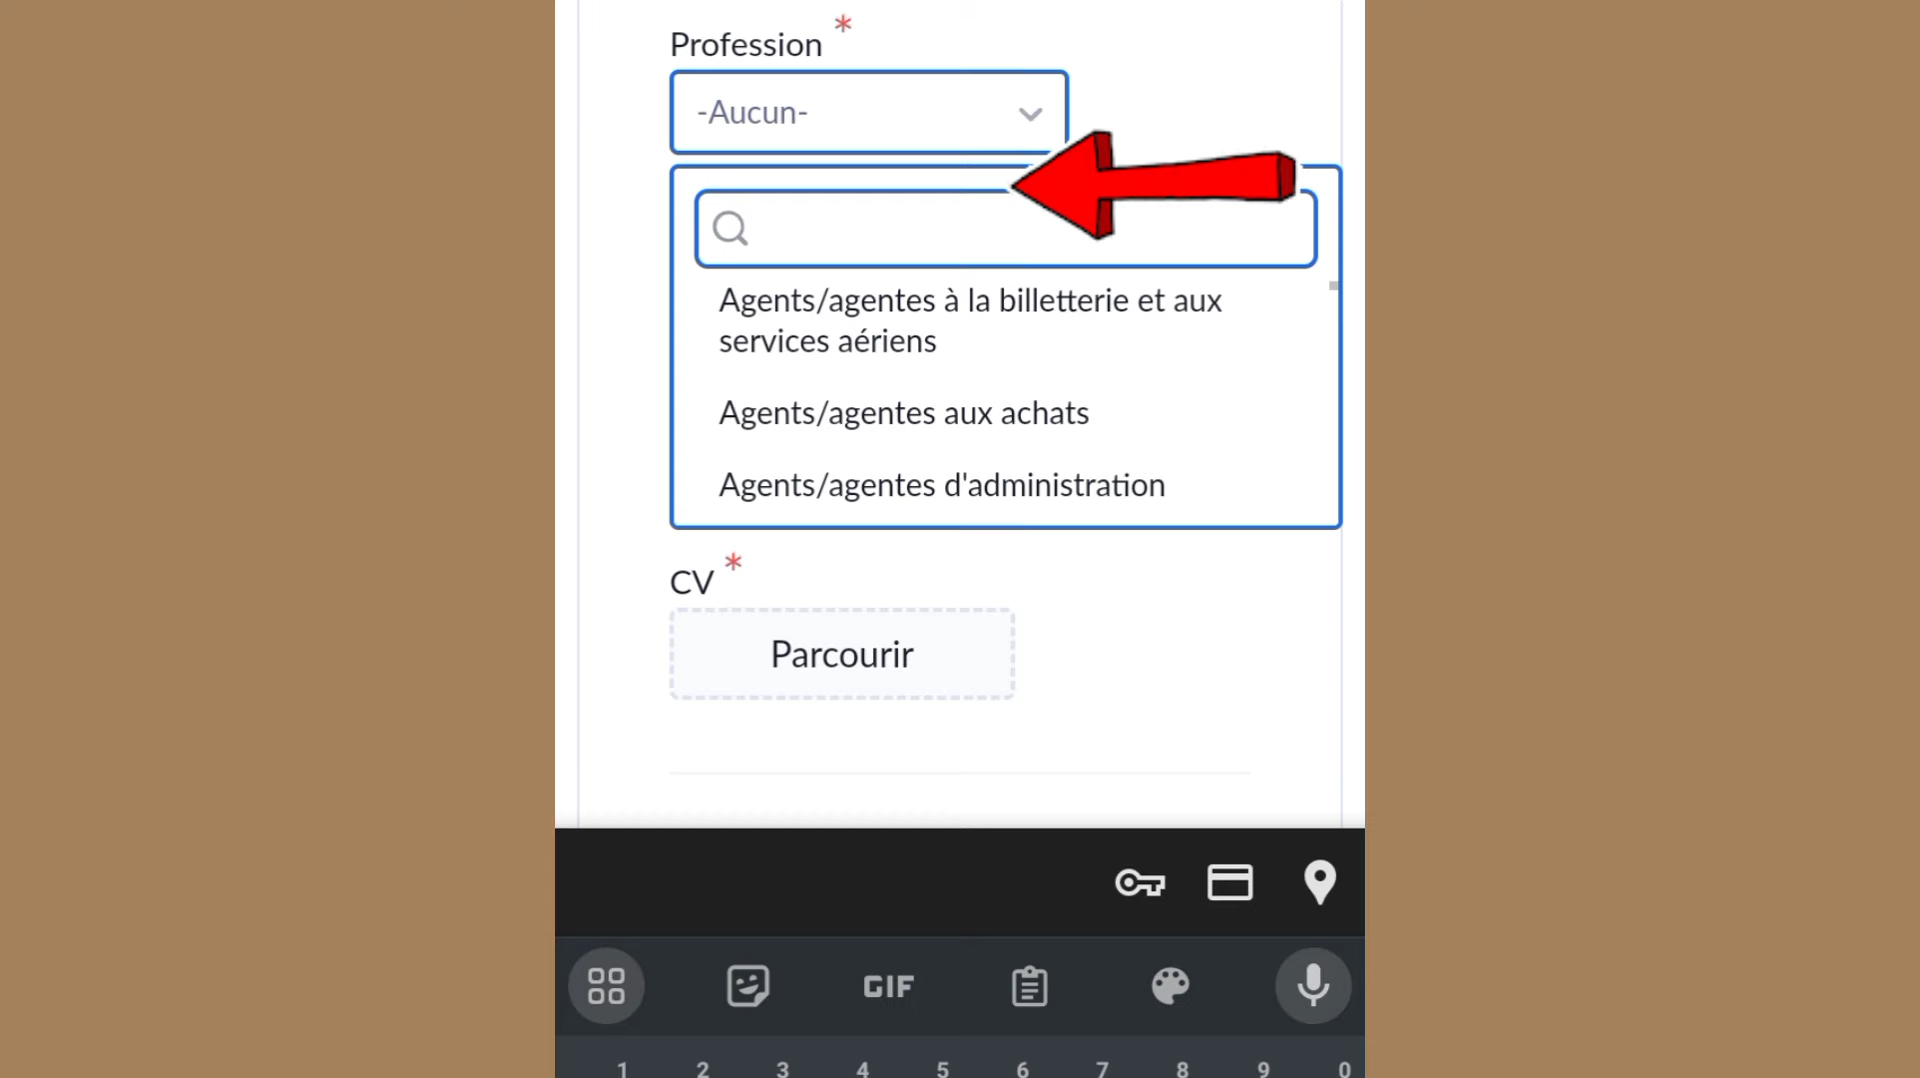 Profession *
-Aucun-
Agents/agentes à la billetterie et aux
services aériens
Agents/agentes aux achats
Agents/agentes d'administration
CV *
Parcourir
GIF
1 2 3 4 5 6 7 8 9 0